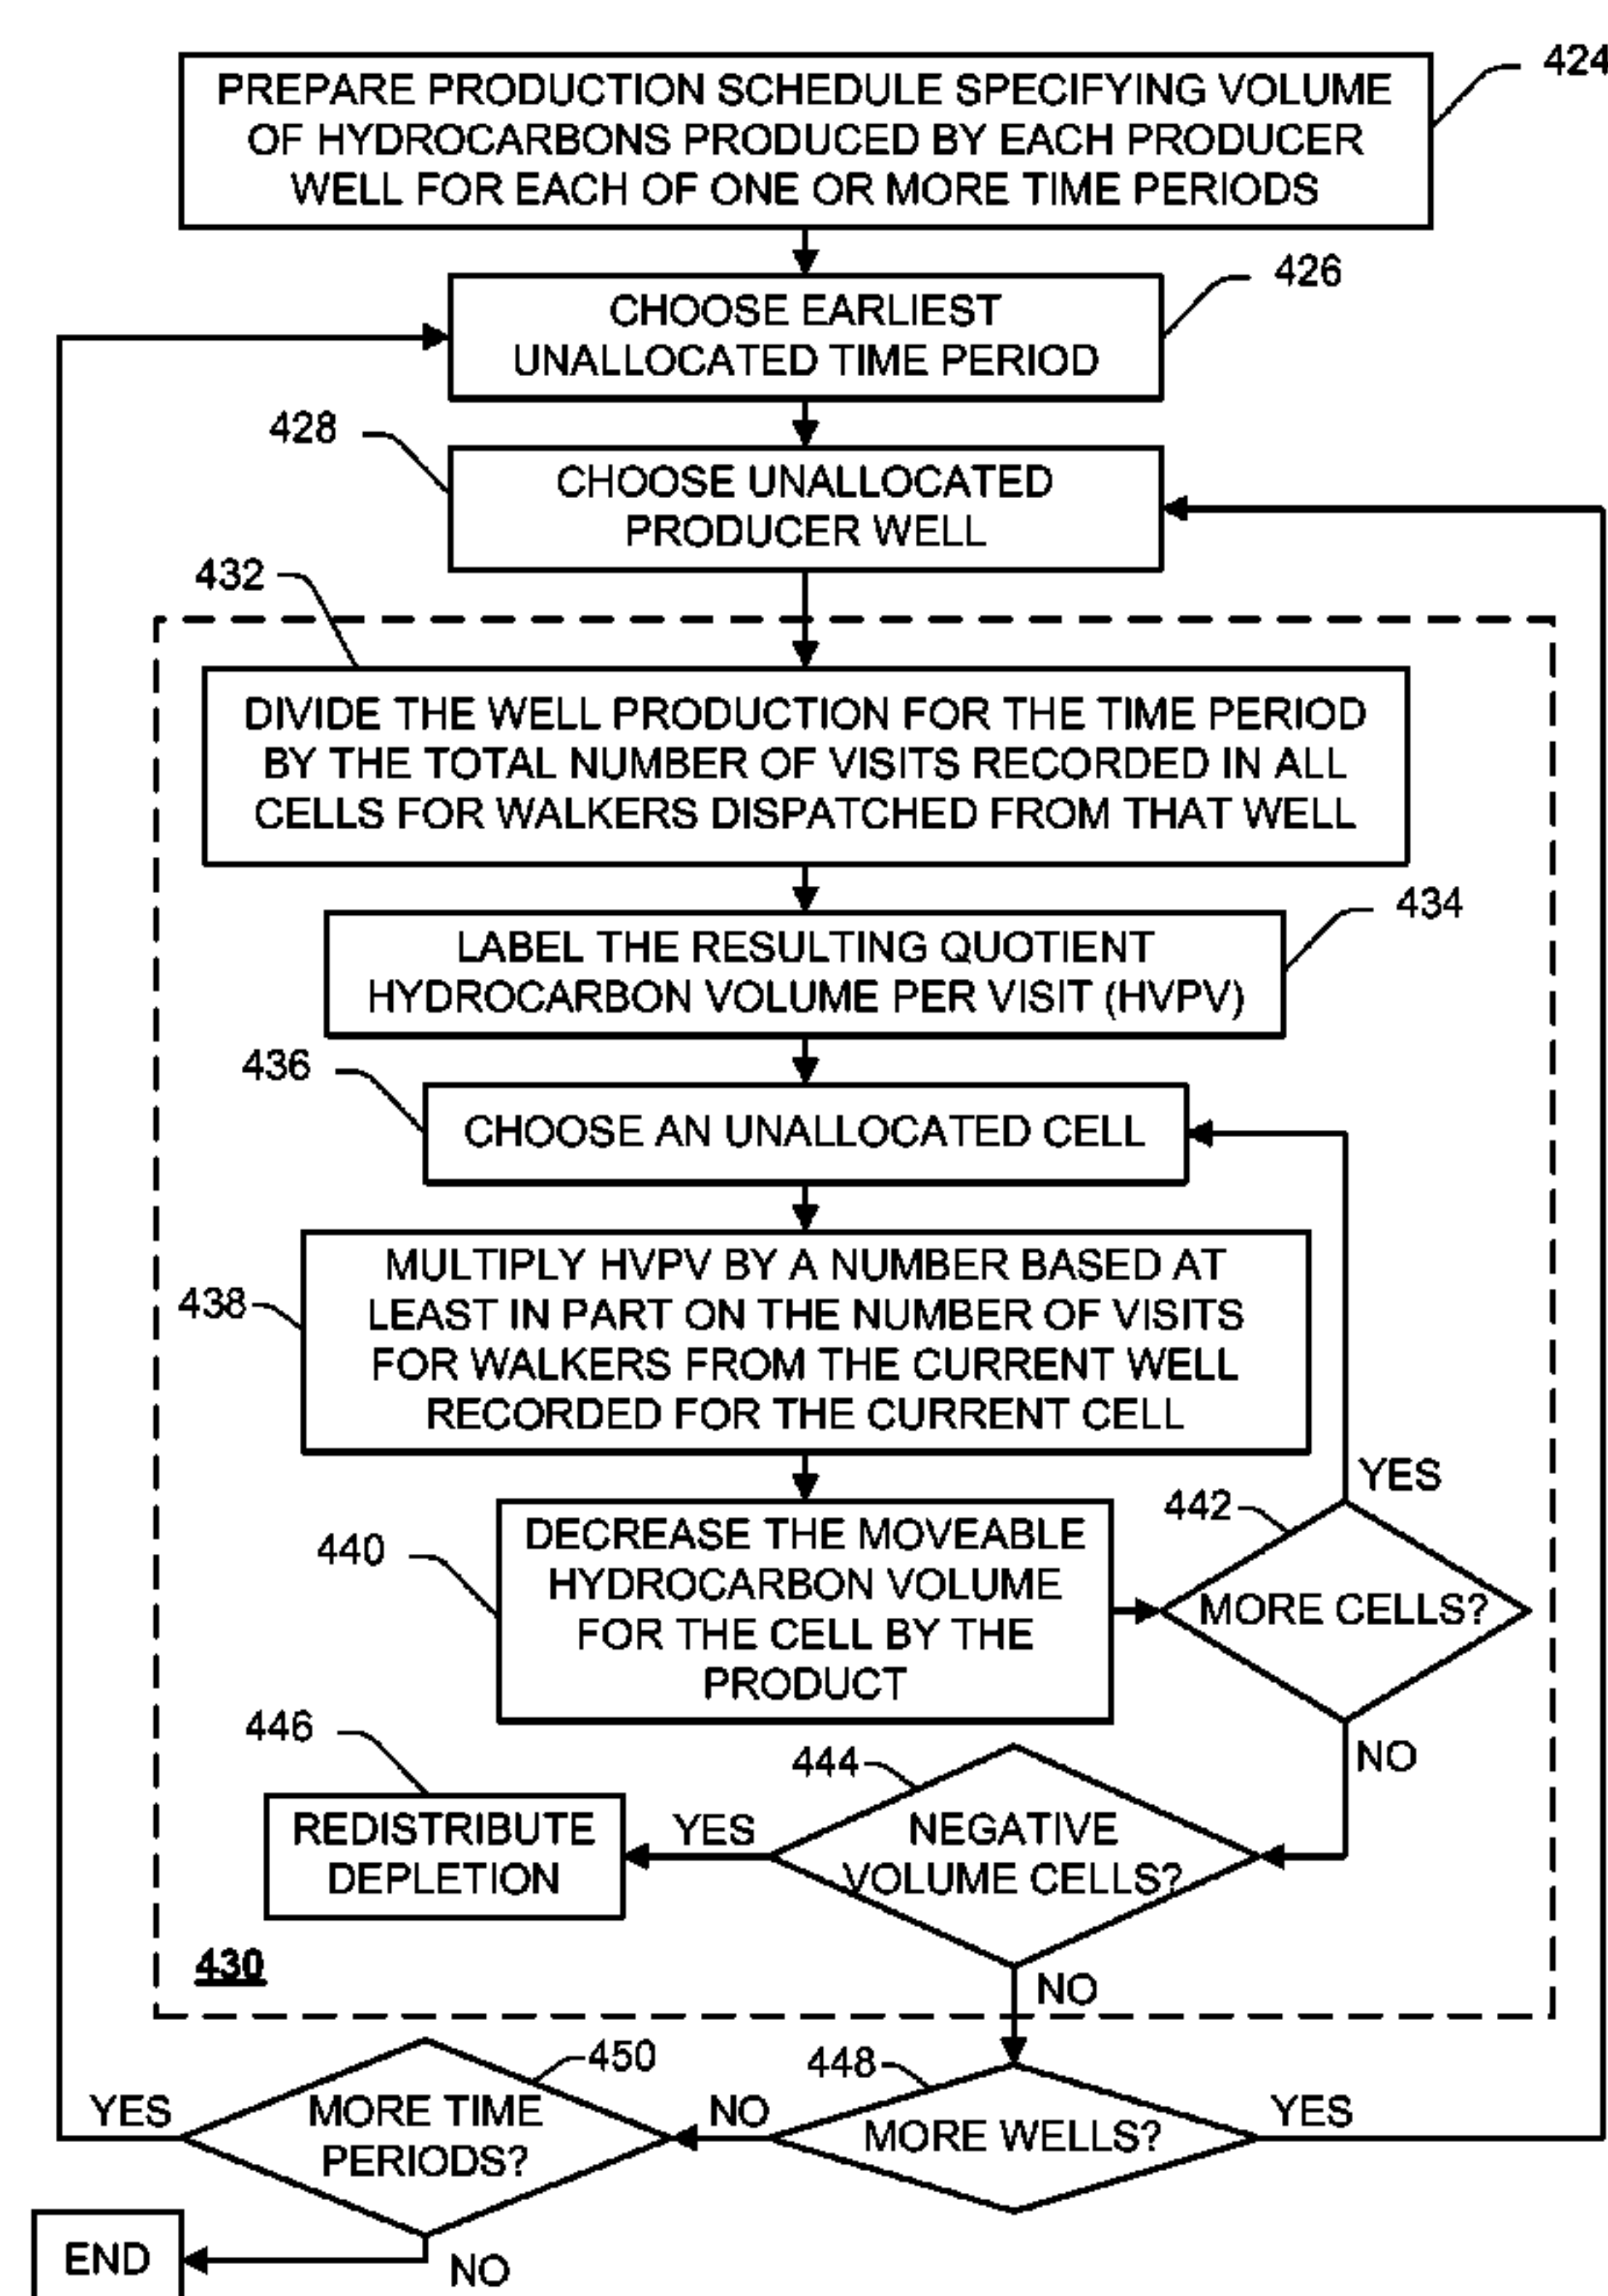 424
PREPARE PRODUCTION SCHEDULE SPECIFYING VOLUME
OF HYDROCARBONS PRODUCED BY EACH PRODUCER
WELL FOR EACH OF ONE OR MORE TIME PERIODS
426
CHOOSE EARLIEST
UNALLOCATED TIME PERIOD
428
CHOOSE UNALLOCATED
PRODUCER WELL
432
DIVIDE THE WELL PRODUCTION FOR THE TIME PERIOD
BY THE TOTAL NUMBER OF VISITS RECORDED IN ALL
CELLS FOR WALKERS DISPATCHED FROM THAT WELL
434
LABEL THE RESULTING QUOTIENT
HYDROCARBON VOLUME PER VISIT (HVPV)
436
CHOOSE AN UNALLOCATED CELL
438
MULTIPLY HVPV BY A NUMBER BASED AT
LEAST IN PART ON THE NUMBER OF VISITS
FOR WALKERS FROM THE CURRENT WELL
RECORDED FOR THE CURRENT CELL
440
DECREASE THE MOVEABLE
HYDROCARBON VOLUME
FOR THE CELL BY THE
PRODUCT
442
YES
MORE CELLS?
NO
446
REDISTRIBUTE
DEPLETION
YES
444
NEGATIVE
VOLUME CELLS?
430
NO
450
YES
MORE TIME
PERIODS?
NO
448
MORE WELLS?
YES
END
NO